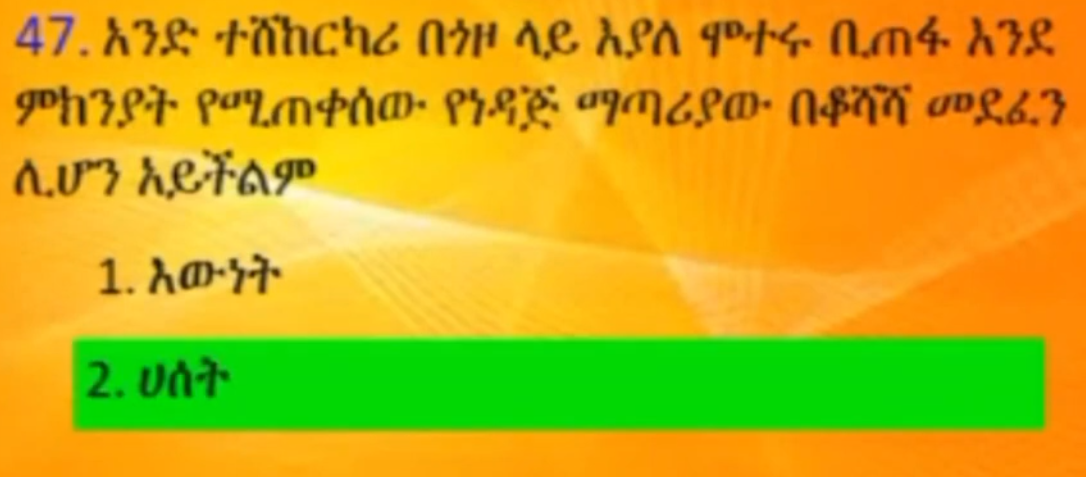 47. አንድ ተሽከርካሪ በጎዞ ላይ እያለ ሞተሩ ቢጠፋ እንደ
ምክንያት የሚጠቀሰው የነዳጅ ማጣሪያው በቆሻሻ መደፈን
ሊሆን አይችልም
1. እውነት
2. ሀሰት